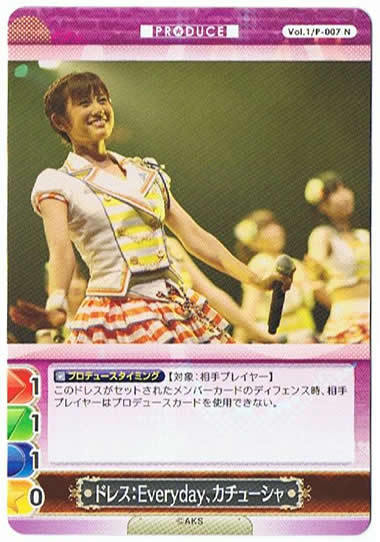 PRODUCE
Vol.1/P-007 N
プロデュースタイミング 【対象：相手プレイヤー】
このドレスがセットされたメンバーカードのディフェンス時、相手
プレイヤーはプロデュースカードを使用できない。
1
1
1
0
ドレス：Everyday、カチューシャ
©AKS